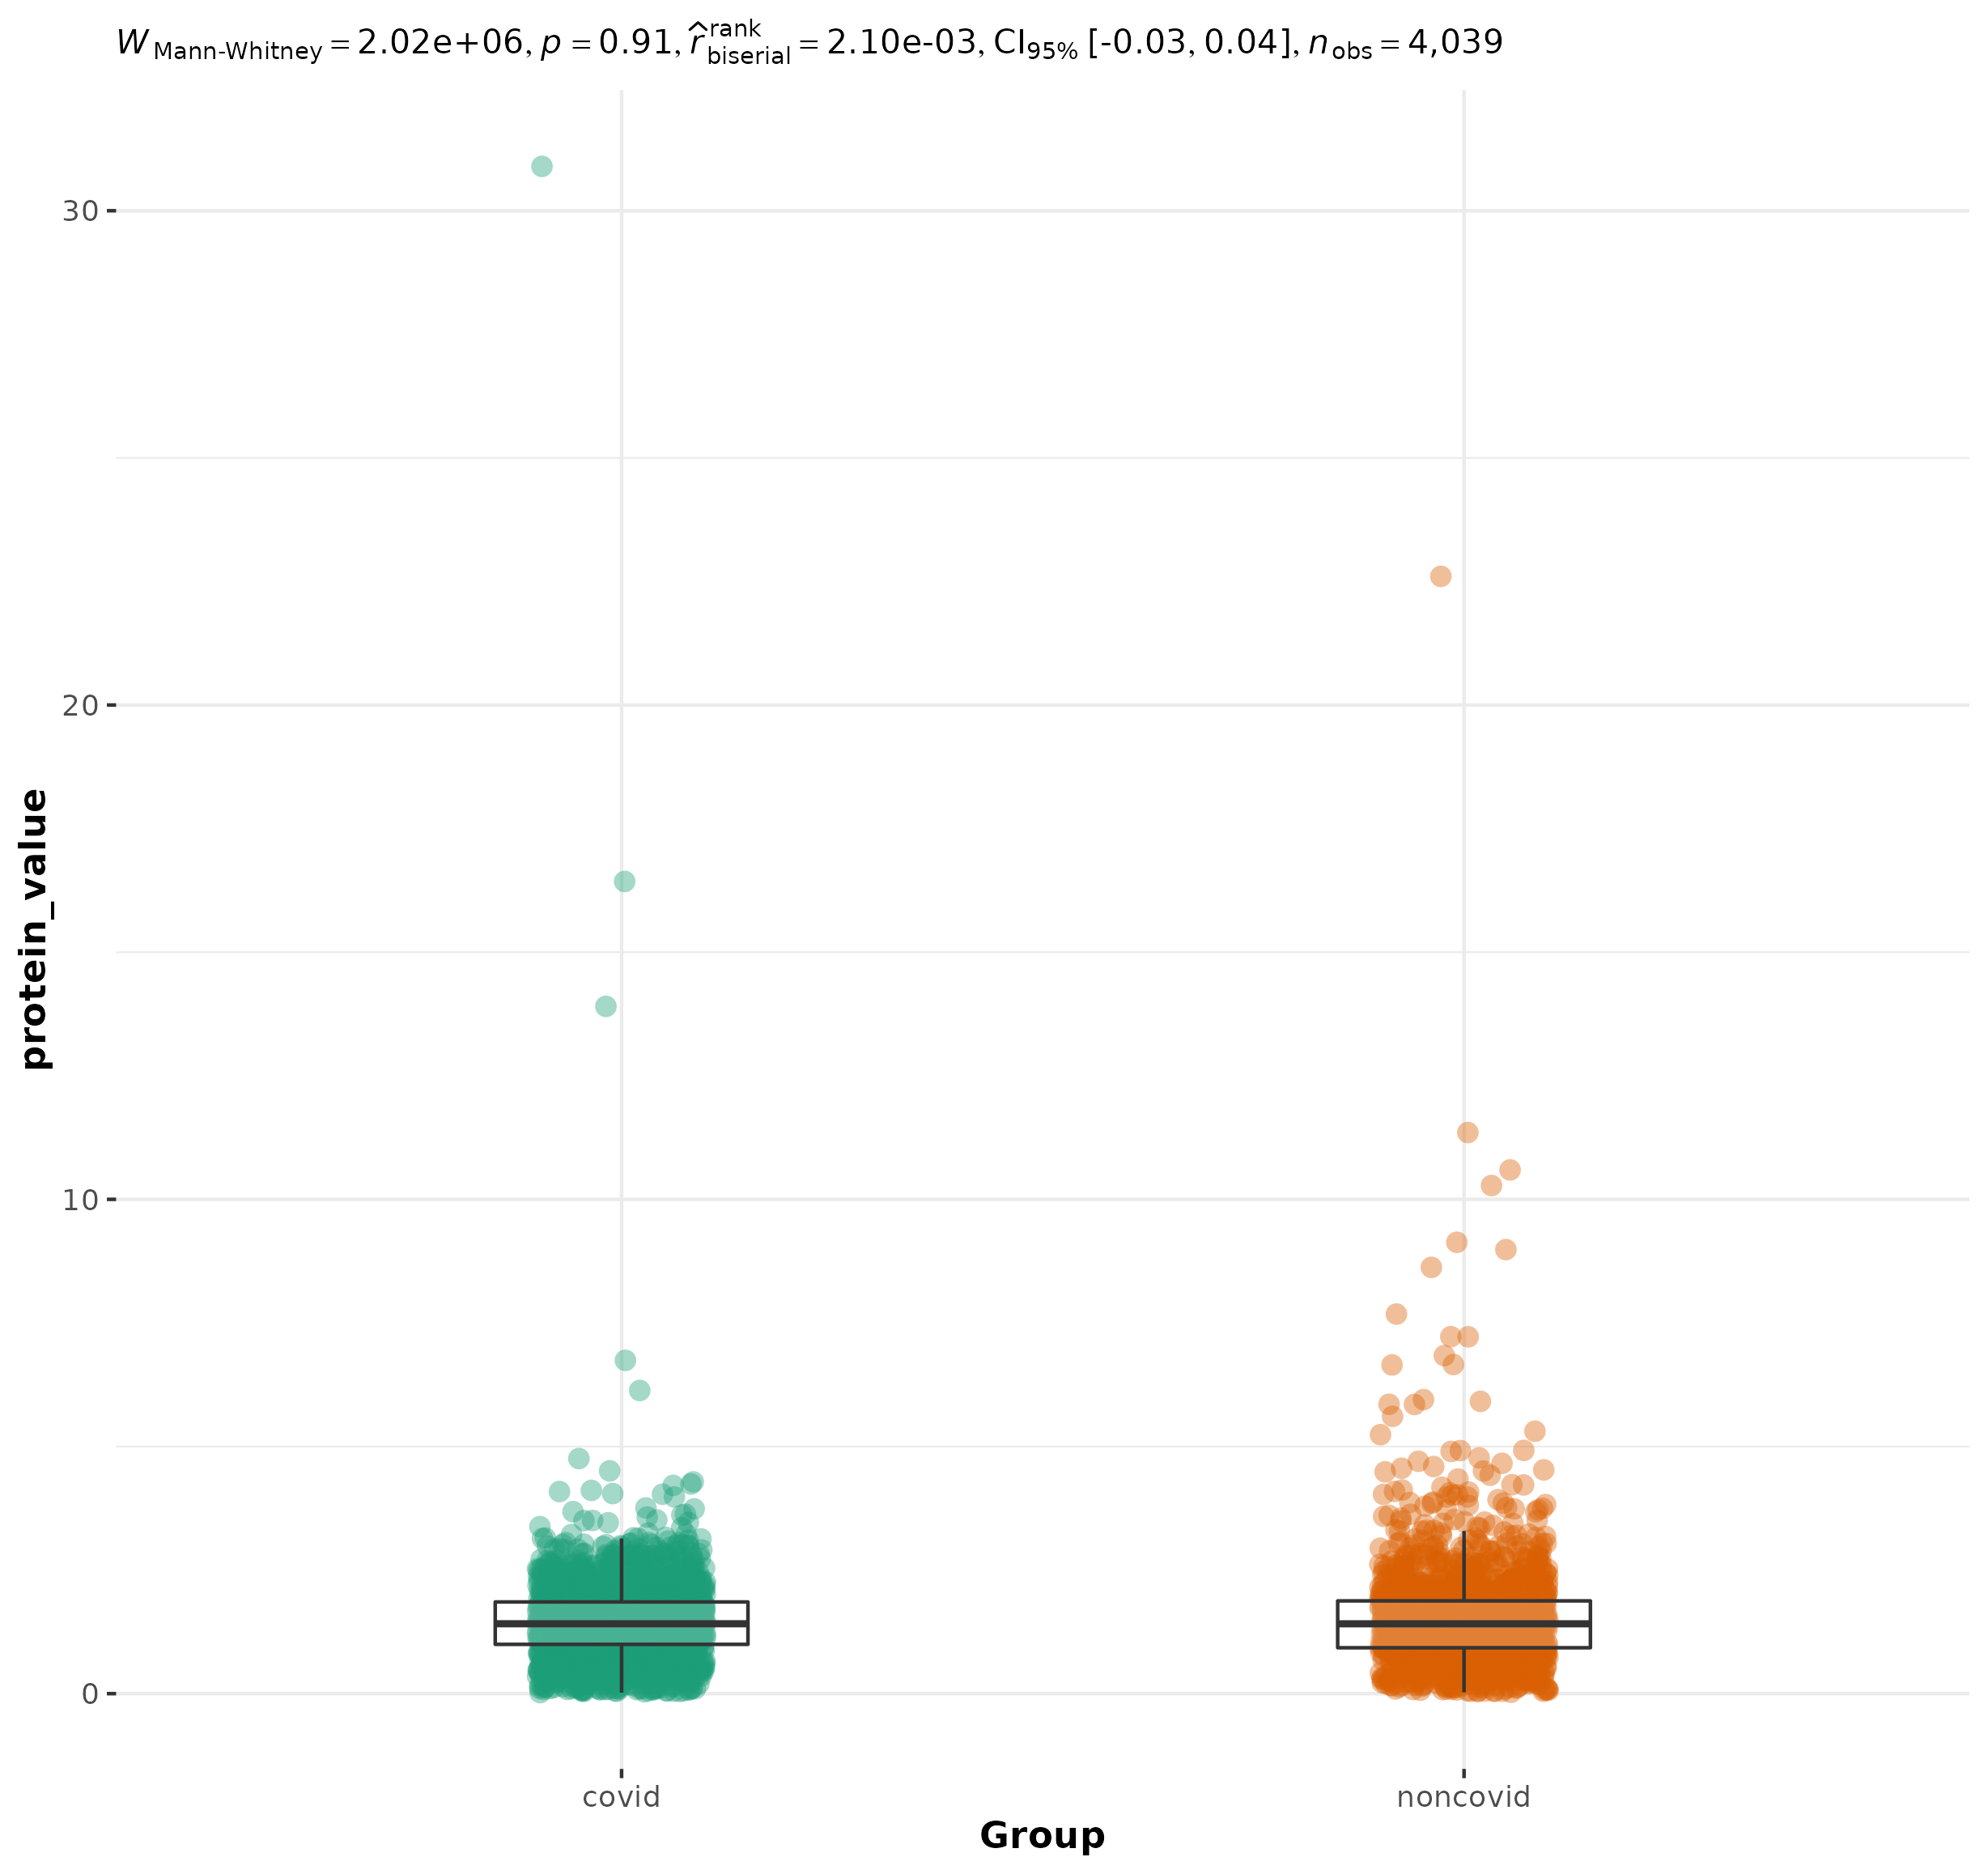 W Mann-Whitney = 2.02e+06, p = 0.91, r̂ rank biserial = 2.10e-03, CI95% [-0.03, 0.04], nobs = 4,039
30
20
10
0
protein_value
covid noncovid
Group